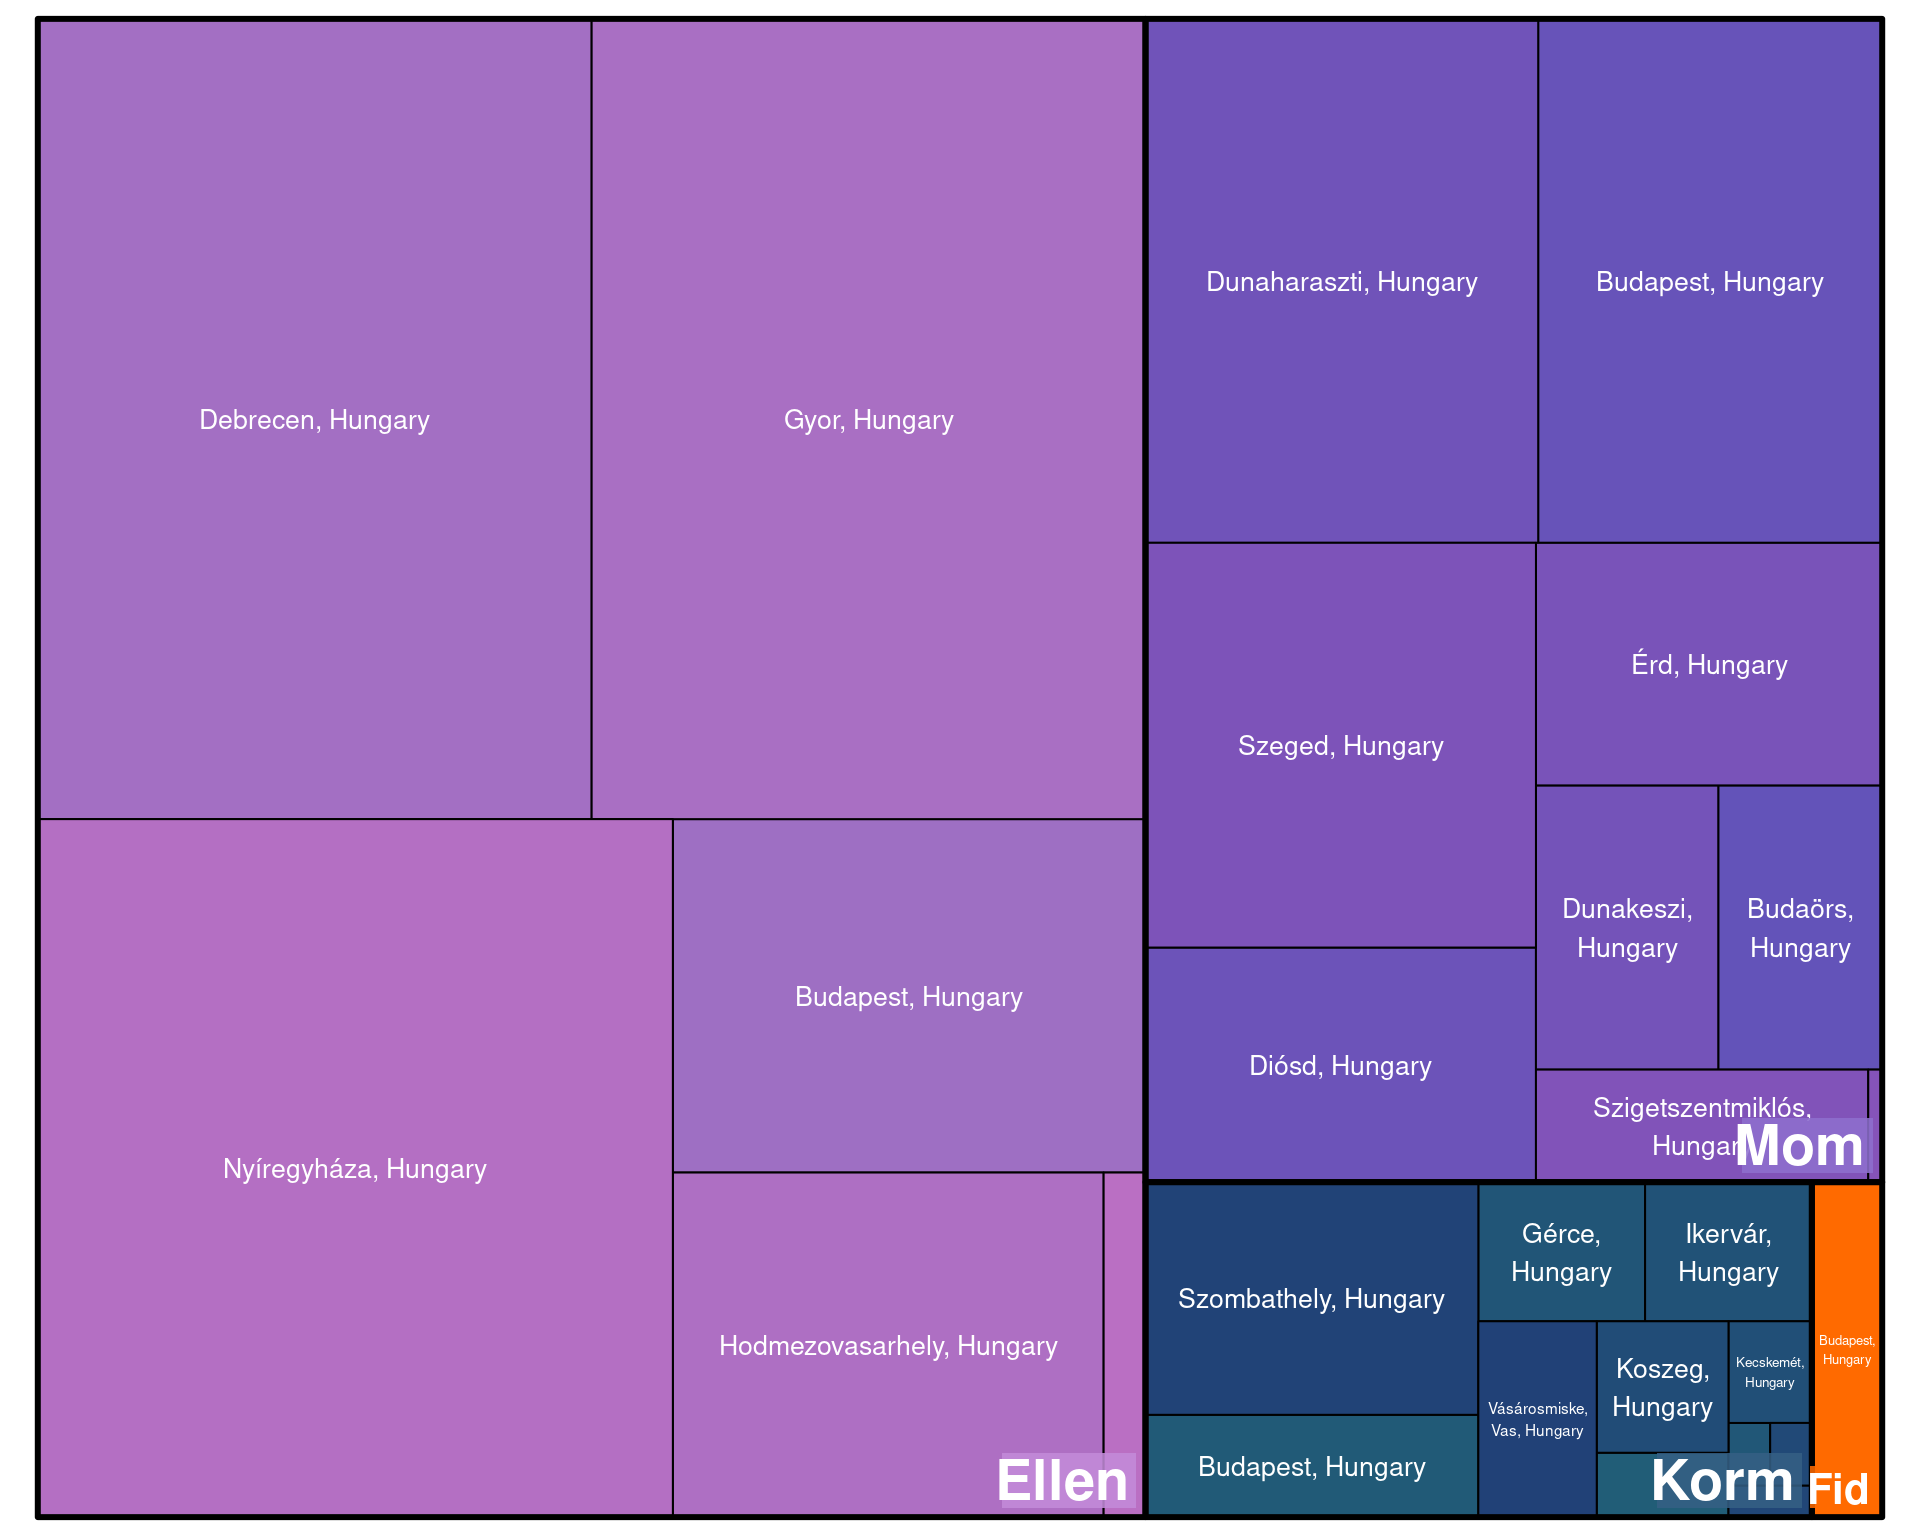 Debrecen, Hungary
Gyor, Hungary
Nyíregyháza, Hungary
Budapest, Hungary
Hodmezovasarhely, Hungary
Ellen
Dunaharaszti, Hungary
Budapest, Hungary
Szeged, Hungary
Érd, Hungary
Dunakeszi,
Hungary
Budaörs,
Hungary
Diósd, Hungary
Szigetszentmiklós,
Hungar
Mom
Szombathely, Hungary
Gérce,
Hungary
Ikervár,
Hungary
Budapest, Hungary
Vásárosmiske,
Vas, Hungary
Koszeg,
Hungary
Kecskemét,
Hungary
Korm
Budapest,
Hungary
Fid